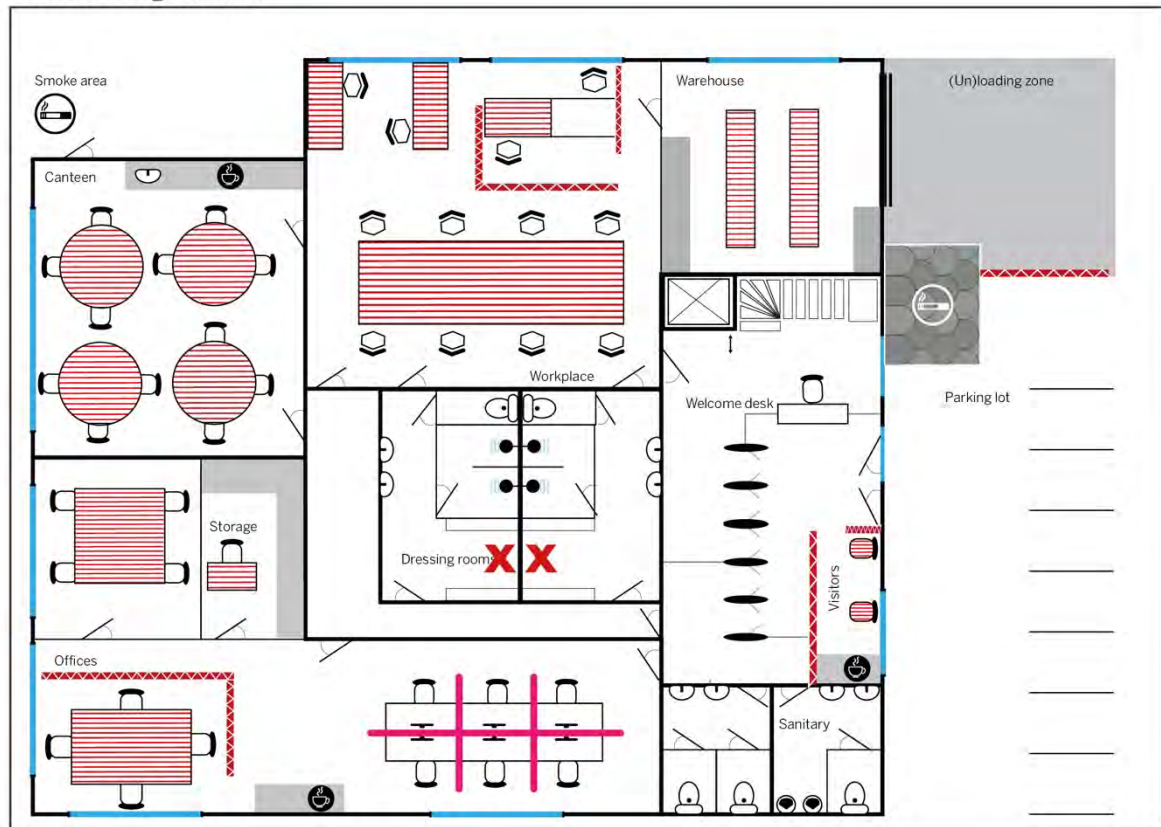 Smoke area
Warehouse
(Un)loading zone
Canteen
Workplace
Welcome desk
Parking lot
Storage
Dressing rooms
Visitors
Offices
Sanitary